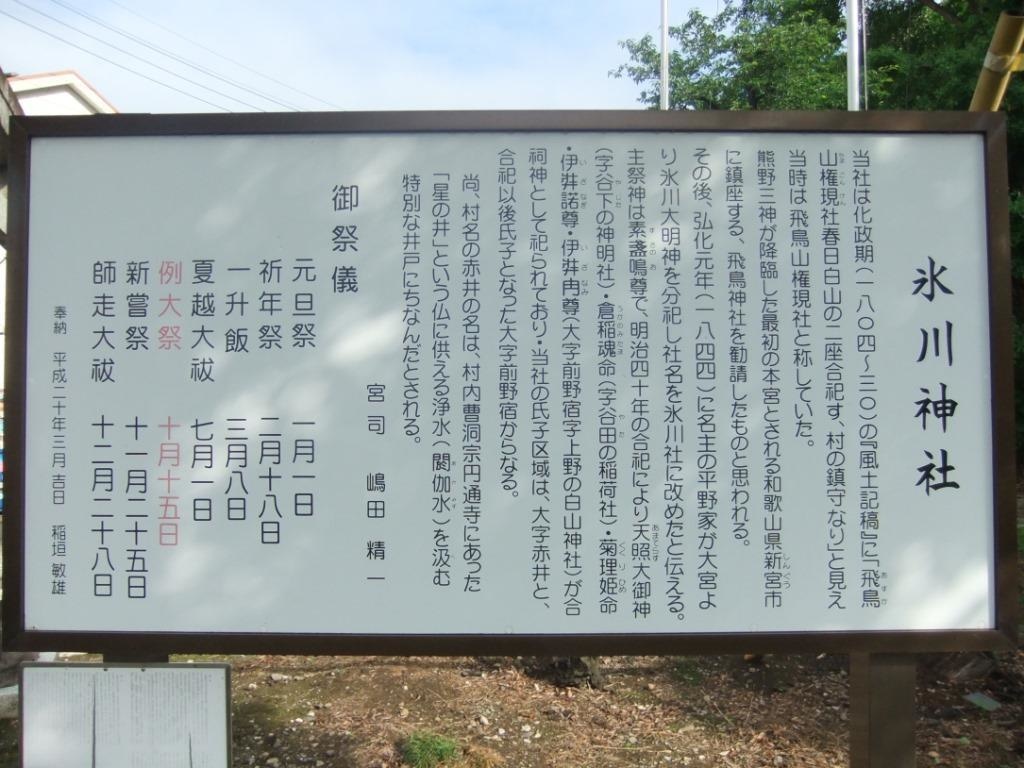 氷川神社
当社は化政期(一八〇四～三〇)の『風土記稿』に「飛鳥
山権現社春日白山の二座合祀す、村の鎮守なり」と見え
当時は飛鳥山権現社と称していた。
熊野三神が降臨した最初の本宮とされる和歌山県新宮市
に鎮座する、飛鳥神社を勧請したものと思われる。
その後、弘化元年(一八四四)に名主の平野家が大宮よ
り氷川大明神を分祀し社名を氷川社に改めたと伝える。
主祭神は素盞鳴尊で、明治四十年の合祀により天照大御神
(字谷下の神明社)・倉稲魂命(字谷田の稲荷社)・菊理姫命
・伊弉諾尊・伊弉冉尊(大字前野宿字上野の白山神社)が合
祠神として祀られており・当社の氏子区域は、大字赤井と、
合祀以後氏子となった大字前野宿からなる。
尚、村名の赤井の名は、村内曹洞宗円通寺にあった
「星の井」という仏に供える浄水(閼伽水)を汲む
特別な井戸にちなんだとされる。
宮司 嶋田 精一
御祭儀
元旦祭 一月一日
祈年祭 二月十八日
一升飯 三月八日
夏越大祓 七月一日
例大祭 十月十五日
新嘗祭 十一月二十五日
師走大祓 十二月二十八日
奉納 平成二十年三月吉日 稲垣 敏雄